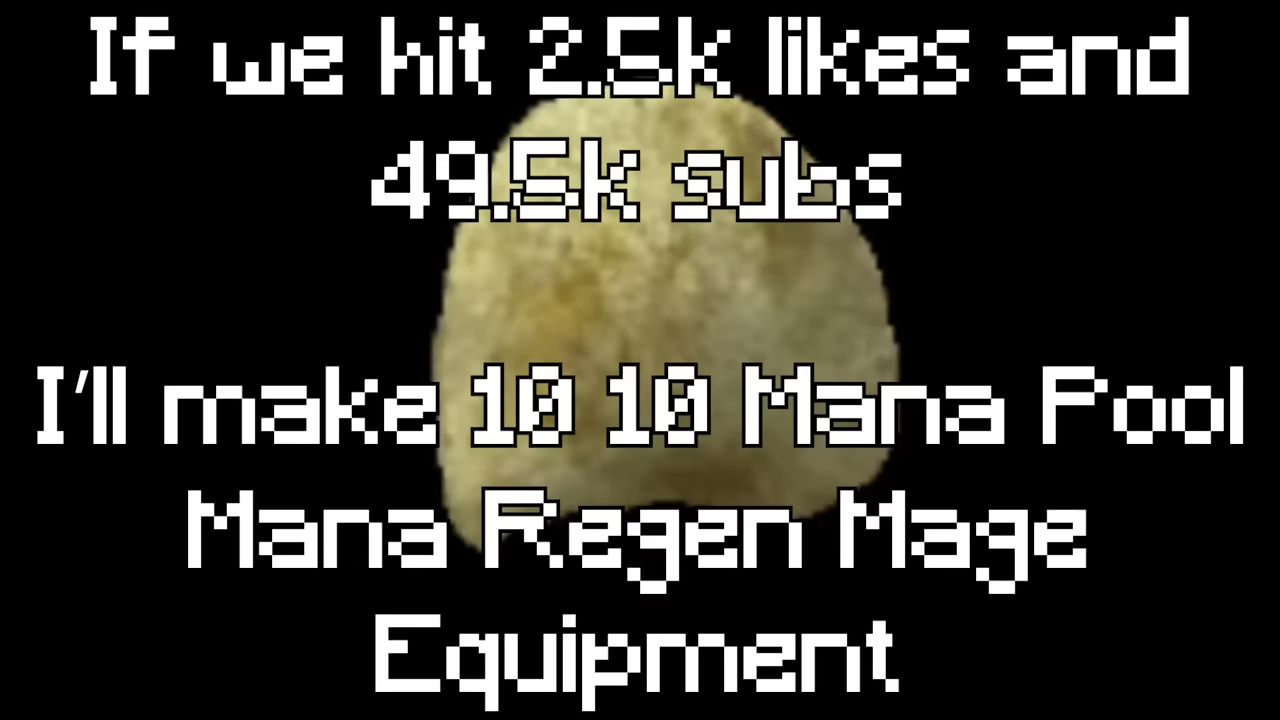 If we hit 2.5k likes and
49.5k subs
I'll make 10 10 Mana Pool
Mana Regen Mage
Equipment